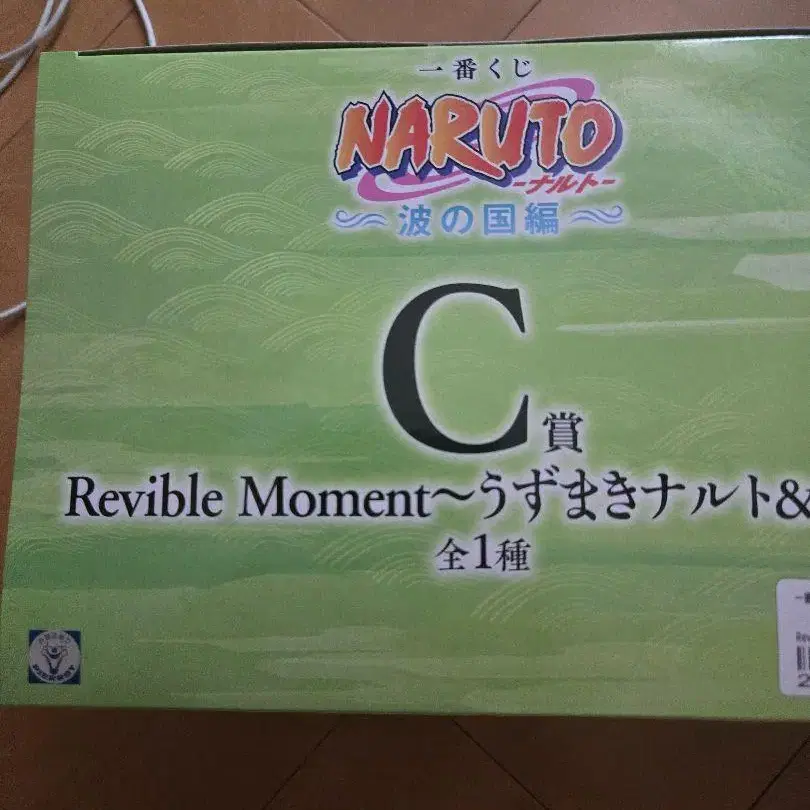 一番くじ
NARUTO
-ナルト-
〜波の国編〜
C賞
Revible Moment〜うずまきナルト&
全1種